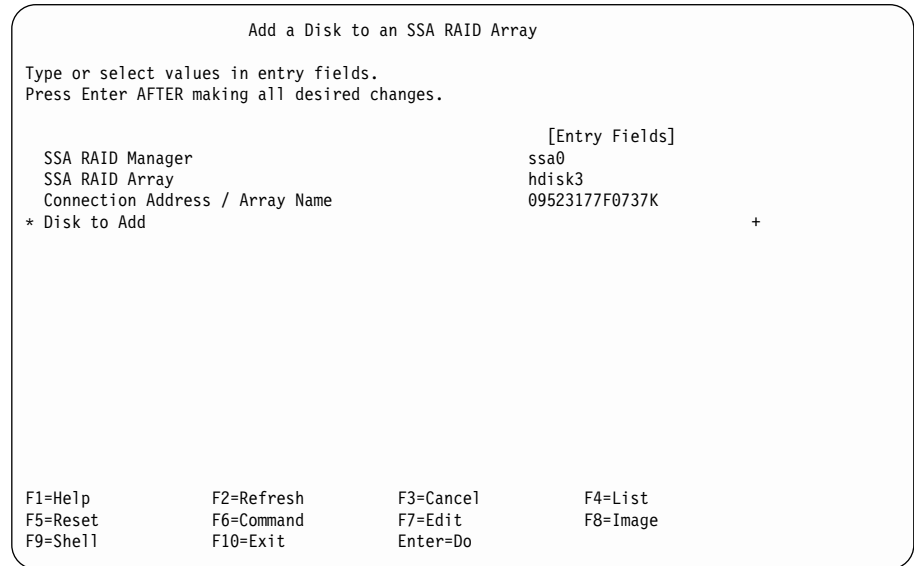 Add a Disk to an SSA RAID Array
Type or select values in entry fields.
Press Enter AFTER making all desired changes.
[Entry Fields]
SSA RAID Manager ssa0
SSA RAID Array hdisk3
Connection Address / Array Name 09523177F0737K
* Disk to Add +
F1=Help F2=Refresh F3=Cancel F4=List
F5=Reset F6=Command F7=Edit F8=Image
F9=Shell F10=Exit Enter=Do